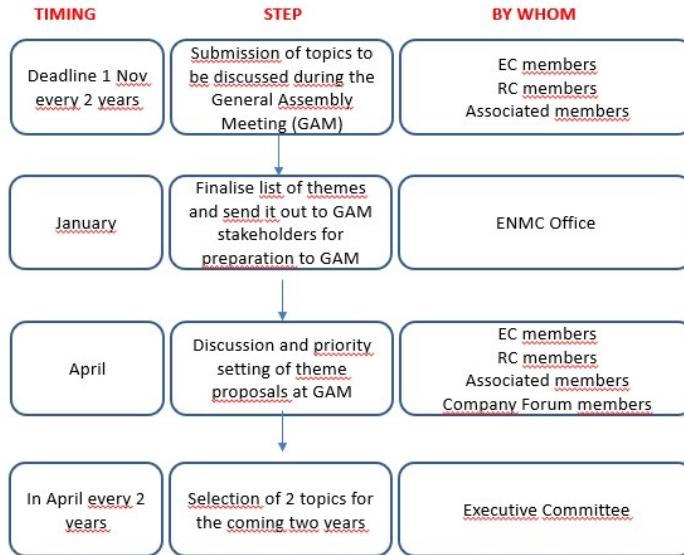 TIMING
STEP
BY WHOM
Deadline 1 Nov
every 2 years
Submission of topics to
be discussed during the
General Assembly
Meeting (GAM)
EC members
RC members
Associated members
January
Finalise list of themes
and send it out to GAM
stakeholders for
preparation to GAM
ENMC Office
April
Discussion and priority
setting of theme
proposals at GAM
EC members
RC members
Associated members
Company Forum members
In April every 2
years
Selection of 2 topics for
the coming two years
Executive Committee